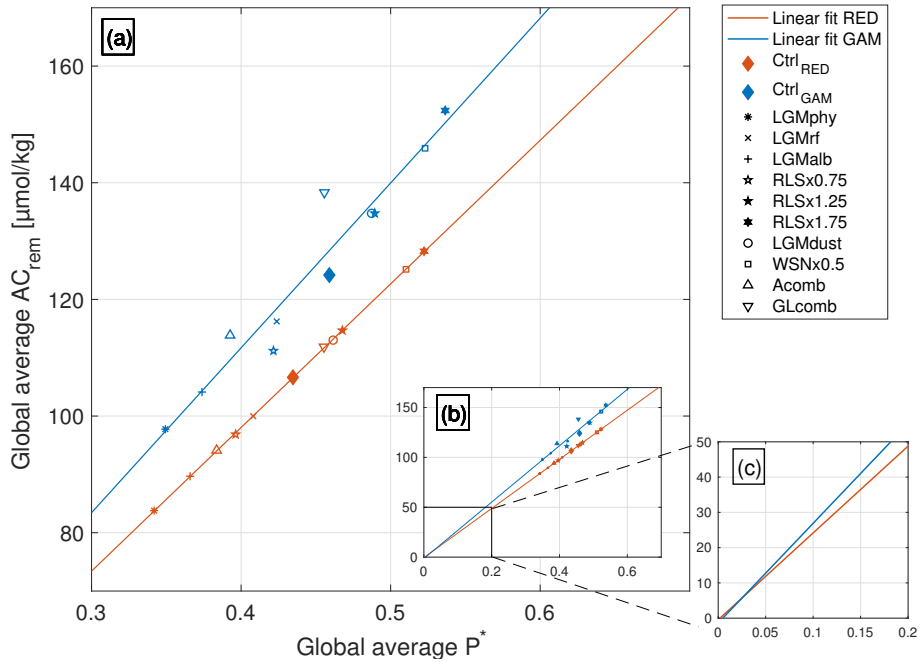 (a)
160
140
120
100
80
0.3
0.4
0.5
0.6
Global average AC_rem [µmol/kg]
Global average P*
Linear fit RED
Linear fit GAM
Ctrl_RED
Ctrl_GAM
LGMphy
LGMrf
LGMalb
RLSx0.75
RLSx1.25
RLSx1.75
LGMdust
WSNx0.5
Acomb
GLcomb
(b)
150
100
50
0
0
0.2
0.4
0.6
(c)
50
40
30
20
10
0
0
0.05
0.1
0.15
0.2